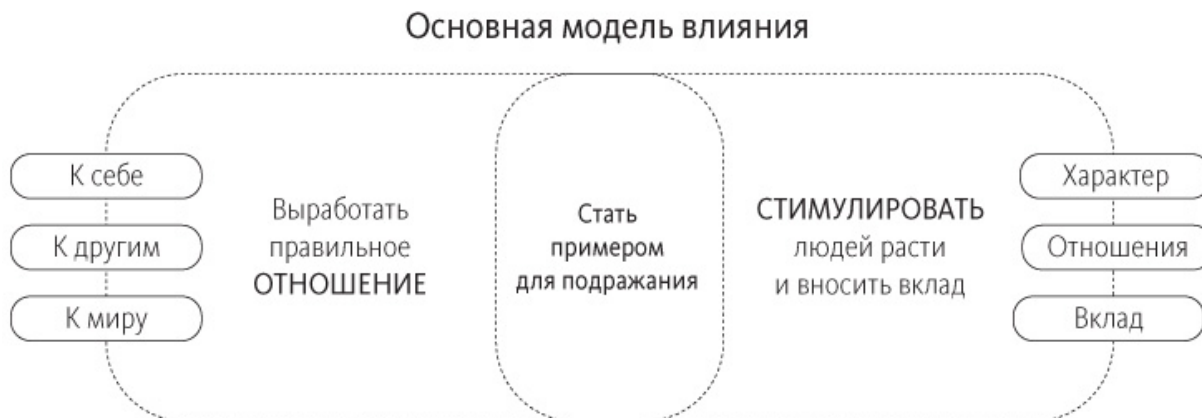 Основная модель влияния
К себе
К другим
К миру
Выработать
правильное
ОТНОШЕНИЕ
Стать
примером
для подражания
СТИМУЛИРОВАТЬ
людей расти
и вносить вклад
Характер
Отношения
Вклад